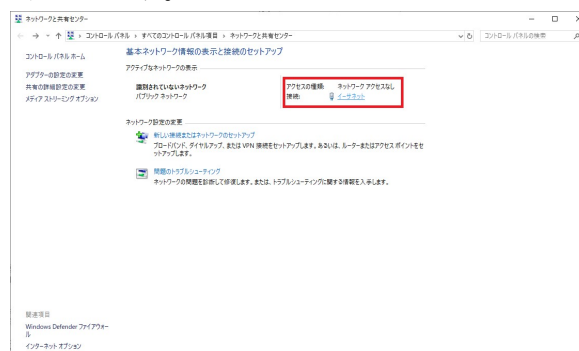 ネットワークと共有センター
コントロール パネル › すべてのコントロール パネル項目 › ネットワークと共有センター
コントロール パネルの検索
コントロール パネル ホーム
アダプターの設定の変更
共有の詳細設定の変更
メディア ストリーミング オプション
基本ネットワーク情報の表示と接続のセットアップ
アクティブなネットワークの表示
識別されていないネットワーク
パブリック ネットワーク
アクセスの種類: ネットワーク アクセスなし
接続: イーサネット
ネットワーク設定の変更
新しい接続またはネットワークのセットアップ
ブロードバンド、ダイヤルアップ、または VPN 接続をセットアップします。あるいは、ルーターまたはアクセス ポイントをセ
ットアップします。
問題のトラブルシューティング
ネットワークの問題を診断して修復します。または、トラブルシューティングに関する情報を入手します。
関連項目
Windows Defender ファイアウォー
ル
インターネット オプション